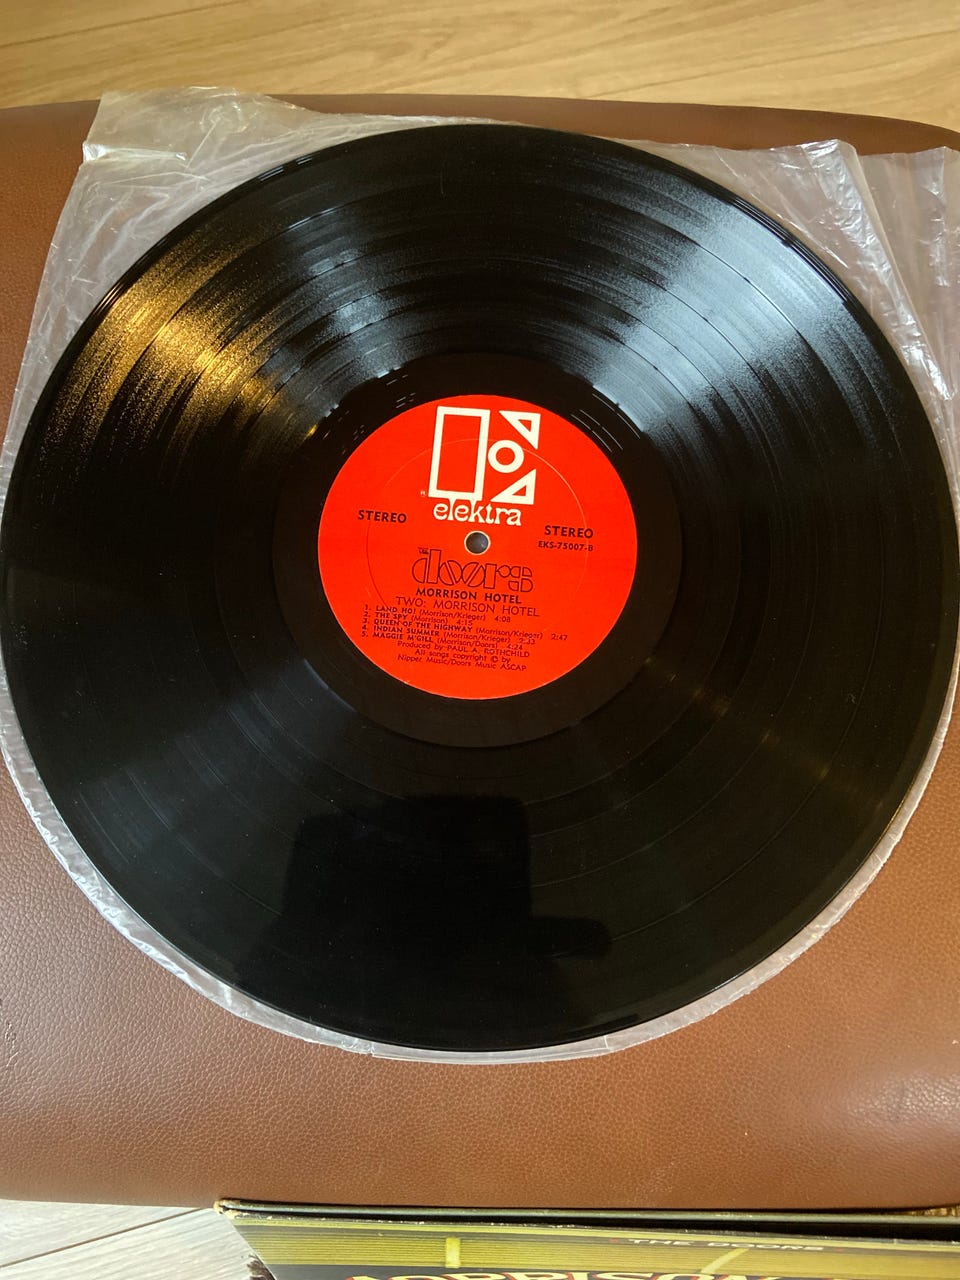 elektra
®
STEREO
STEREO
EKS-75007-B
THE doors
MORRISON HOTEL
TWO: MORRISON HOTEL
1. LAND HO! (Morrison/Krieger) 4:08
2. THE SPY (Morrison) 4:15
3. QUEEN OF THE HIGHWAY (Morrison/Krieger) 2:47
4. INDIAN SUMMER (Morrison/Krieger) 2:33
5. MAGGIE M'GILL (Morrison/Doors) 4:24
Produced by PAUL A. ROTHCHILD
All songs copyright © by
Nipper Music/Doors Music ASCAP
"THE DOORS"
MORRISON